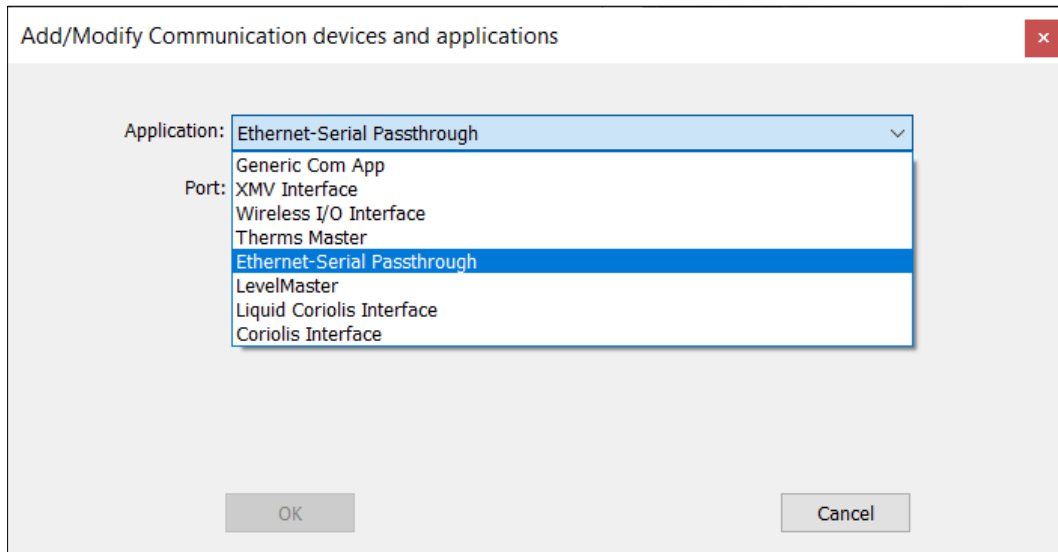 Add/Modify Communication devices and applications
×
Application: Ethernet-Serial Passthrough
Generic Com App
Port: XMV Interface
Wireless I/O Interface
Therms Master
Ethernet-Serial Passthrough
LevelMaster
Liquid Coriolis Interface
Coriolis Interface
OK Cancel